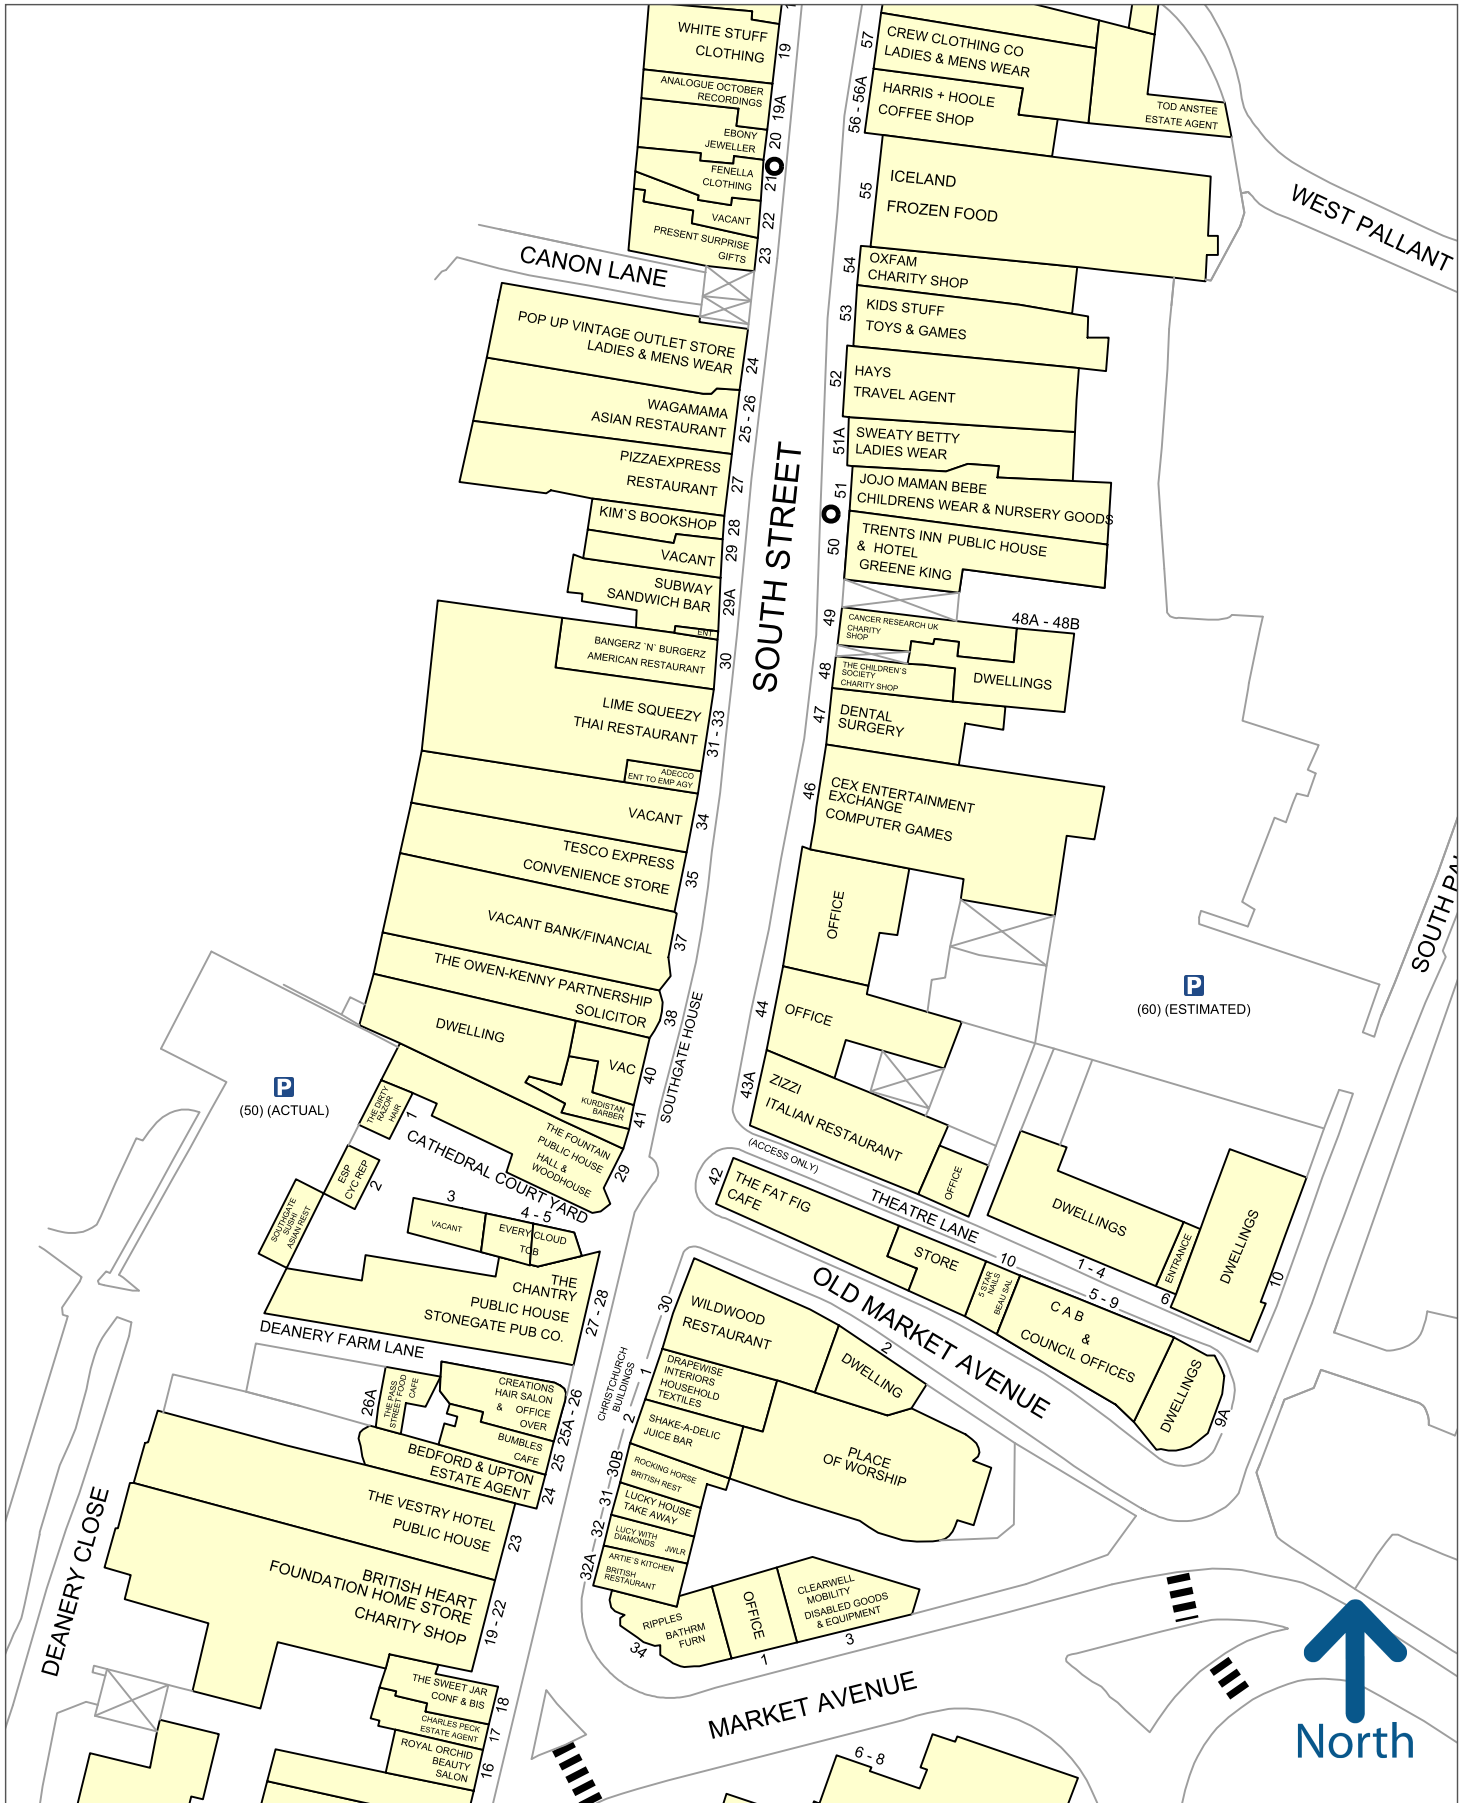 WHITE STUFF
CLOTHING
19
ANALOGUE OCTOBER
RECORDINGS
19A
EBONY
JEWELLER
20
FENELLA
CLOTHING
21
VACANT
22
PRESENT SURPRISE
GIFTS
23
CANON LANE
POP UP VINTAGE OUTLET STORE
LADIES & MENS WEAR
24
WAGAMAMA
ASIAN RESTAURANT
25 - 26
PIZZAEXPRESS
RESTAURANT
27
KIM`S BOOKSHOP
28
VACANT
29
SUBWAY
SANDWICH BAR
29A
ENT
BANGERZ `N` BURGERZ
AMERICAN RESTAURANT
30
LIME SQUEEZY
THAI RESTAURANT
31 - 33
ADECCO
ENT TO EMP AGY
VACANT
34
TESCO EXPRESS
CONVENIENCE STORE
35
VACANT BANK/FINANCIAL
37
THE OWEN-KENNY PARTNERSHIP
SOLICITOR
38
DWELLING
VAC
40
KURDISTAN
BARBER
41
SOUTHGATE HOUSE
SOUTH STREET
57
CREW CLOTHING CO
LADIES & MENS WEAR
56 - 56A
HARRIS + HOOLE
COFFEE SHOP
TOD ANSTEE
ESTATE AGENT
55
ICELAND
FROZEN FOOD
WEST PALLANT
54
OXFAM
CHARITY SHOP
53
KIDS STUFF
TOYS & GAMES
52
HAYS
TRAVEL AGENT
51A
SWEATY BETTY
LADIES WEAR
51
JOJO MAMAN BEBE
CHILDRENS WEAR & NURSERY GOODS
50
TRENTS INN PUBLIC HOUSE
& HOTEL
GREENE KING
49
CANCER RESEARCH UK
CHARITY
SHOP
48A - 48B
48
THE CHILDREN`S
SOCIETY
CHARITY SHOP
DWELLINGS
47
DENTAL
SURGERY
46
CEX ENTERTAINMENT
EXCHANGE
COMPUTER GAMES
OFFICE
44
OFFICE
43A
ZIZZI
ITALIAN RESTAURANT
OFFICE
P
(60) (ESTIMATED)
SOUTH PA
P
(50) (ACTUAL)
THE DIRTY
RAZOR
HAIR
1
CATHEDRAL COURT YARD
THE FOUNTAIN
PUBLIC HOUSE
HALL &
WOODHOUSE
29
ESP
CYC REP
2
SOUTHGATE
SUSHI
ASIAN REST
3
4 - 5
VACANT
EVERY CLOUD
TCB
THE
CHANTRY
PUBLIC HOUSE
STONEGATE PUB CO.
27 - 28
DEANERY FARM LANE
26A
THE PASS
STREET FOOD
CAFE
CREATIONS
HAIR SALON
& OFFICE
OVER
25A - 26
BUMBLES
CAFE
25
BEDFORD & UPTON
ESTATE AGENT
24
THE VESTRY HOTEL
PUBLIC HOUSE
23
BRITISH HEART
FOUNDATION HOME STORE
CHARITY SHOP
19 - 22
THE SWEET JAR
CONF & BIS
18
CHARLES PECK
ESTATE AGENT
17
ROYAL ORCHID
BEAUTY
SALON
16
DEANERY CLOSE
(ACCESS ONLY)
42
THE FAT FIG
CAFE
THEATRE LANE
STORE
10
5 STAR
NAILS
BEAU SAL
1 - 4
5 - 9
DWELLINGS
ENTRANCE
6
DWELLINGS
10
C A B
&
COUNCIL OFFICES
DWELLINGS
9A
OLD MARKET AVENUE
30
WILDWOOD
RESTAURANT
2
DWELLING
CHRISTCHURCH
BUILDINGS
1
DRAPEWISE
INTERIORS
HOUSEHOLD
TEXTILES
2
SHAKE-A-DELIC
JUICE BAR
PLACE
OF WORSHIP
30B
ROCKING HORSE
BRITISH REST
31
LUCKY HOUSE
TAKE AWAY
32
LUCY WITH
DIAMONDS JWLR
32A
ARTIE`S KITCHEN
BRITISH
RESTAURANT
34
RIPPLES
BATHRM
FURN
OFFICE
1
CLEARWELL
MOBILITY
DISABLED GOODS
& EQUIPMENT
3
MARKET AVENUE
6 - 8
North